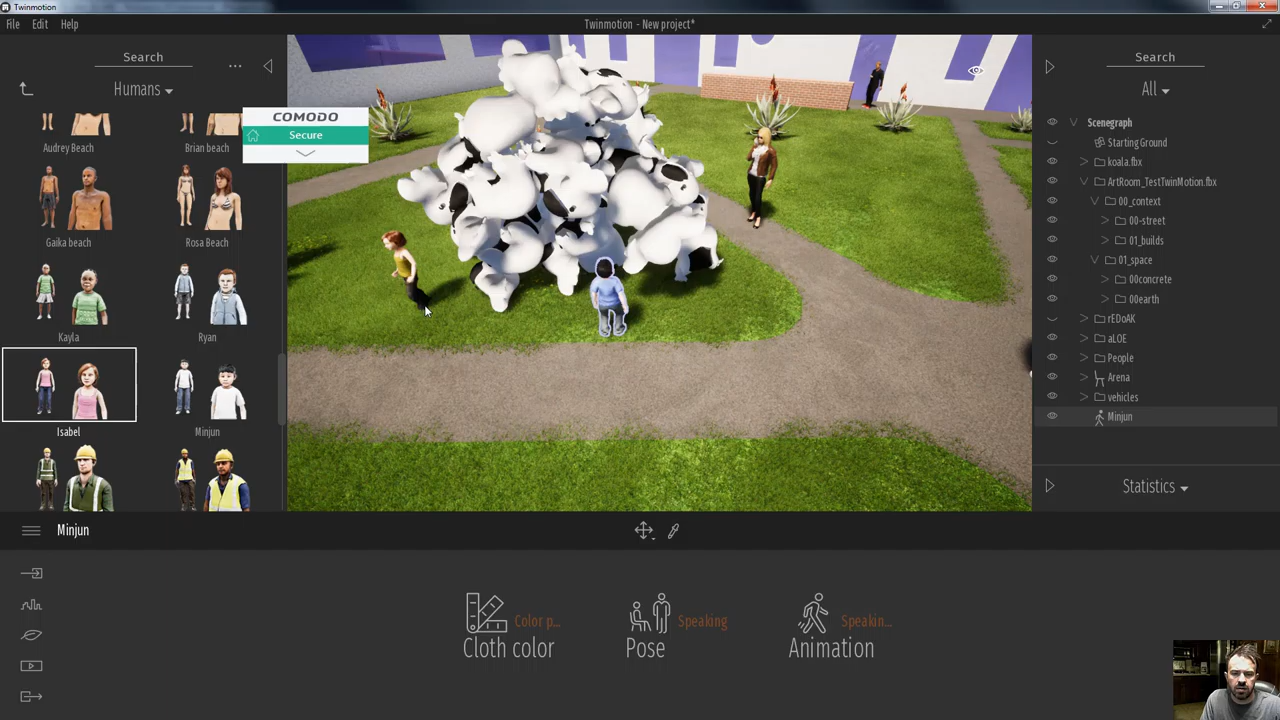 Twinmotion
File Edit Help
Twinmotion - New project*
Search
...
Humans
Audrey Beach
Brian beach
Gaika beach
Rosa Beach
Kayla
Ryan
Isabel
Minjun
COMODO
Secure
Search
All
Scenegraph
Starting Ground
koala.fbx
ArtRoom_TestTwinMotion.fbx
00_context
00-street
01_builds
01_space
00concrete
00earth
rEDoAK
aLOE
People
Arena
vehicles
Minjun
Statistics
Minjun
Color p...
Cloth color
Speaking
Pose
Speakin...
Animation